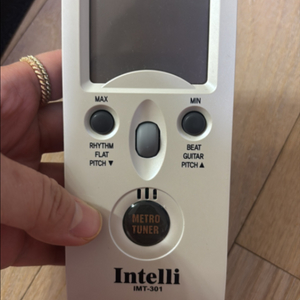 MAX
MIN
RHYTHM
FLAT
PITCH ▼
BEAT
GUITAR
PITCH ▲
METRO
TUNER
Intelli
IMT-301